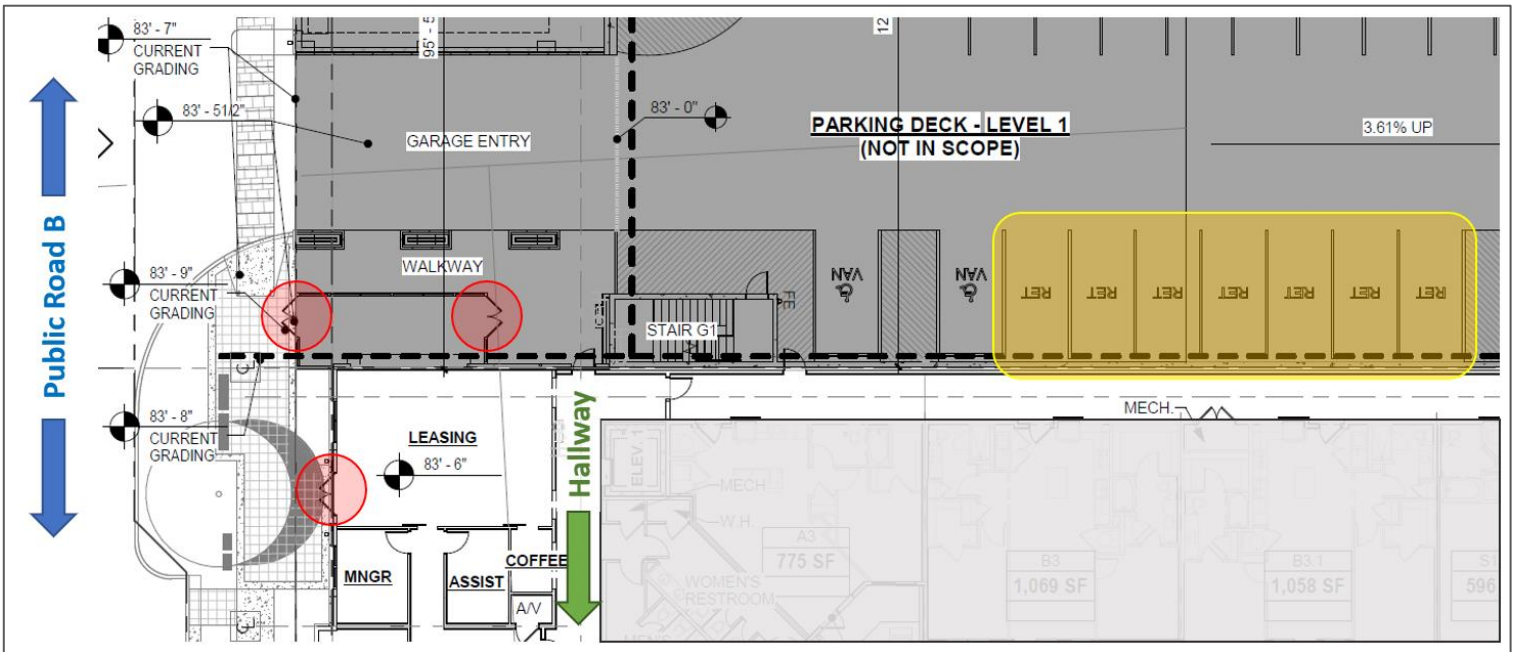 83' - 7"
CURRENT
GRADING
95' - 5
12
83' - 51/2"
83' - 0"
GARAGE ENTRY
PARKING DECK - LEVEL 1
(NOT IN SCOPE)
3.61% UP
Public Road B
WALKWAY
83' - 9"
CURRENT
GRADING
VAN
VAN
RET
RET
RET
RET
RET
RET
RET
FE
STAIR G1
83' - 8"
CURRENT
GRADING
LEASING
83' - 6"
Hallway
MECH.
ELEV. 1
MECH
W.H.
A3
775 SF
B3
1,069 SF
B3.1
1,058 SF
S1
596
MNGR
ASSIST
COFFEE
A/V
WOMEN'S
RESTROOM